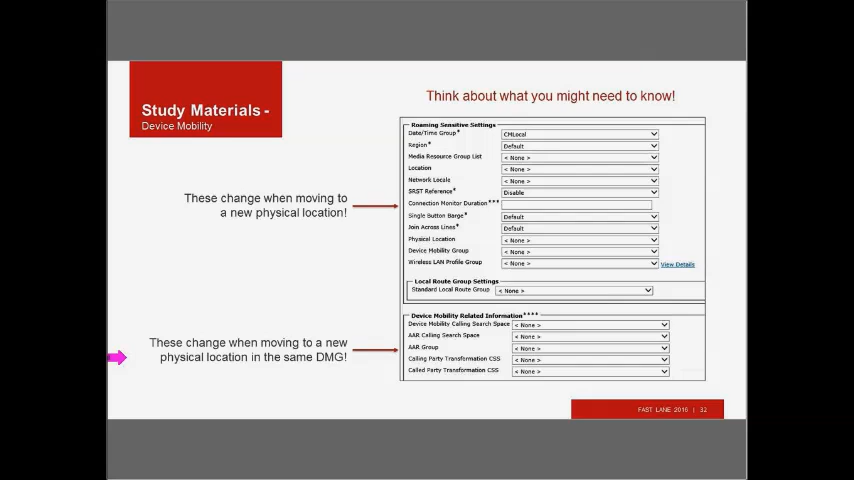 Study Materials -
Device Mobility
Think about what you might need to know!
These change when moving to
a new physical location!
These change when moving to a new
physical location in the same DMG!
Roaming Sensitive Settings
Date/Time Group* CMLocal
Region* Default
Media Resource Group List < None >
Location < None >
Network Locale < None >
SRST Reference* Disable
Connection Monitor Duration***
Single Button Barge* Default
Join Across Lines* Default
Physical Location < None >
Device Mobility Group < None >
Wireless LAN Profile Group < None > View Details
Local Route Group Settings
Standard Local Route Group < None >
Device Mobility Related Information****
Device Mobility Calling Search Space < None >
AAR Calling Search Space < None >
AAR Group < None >
Calling Party Transformation CSS < None >
Called Party Transformation CSS < None >
FAST LANE 2016 | 32